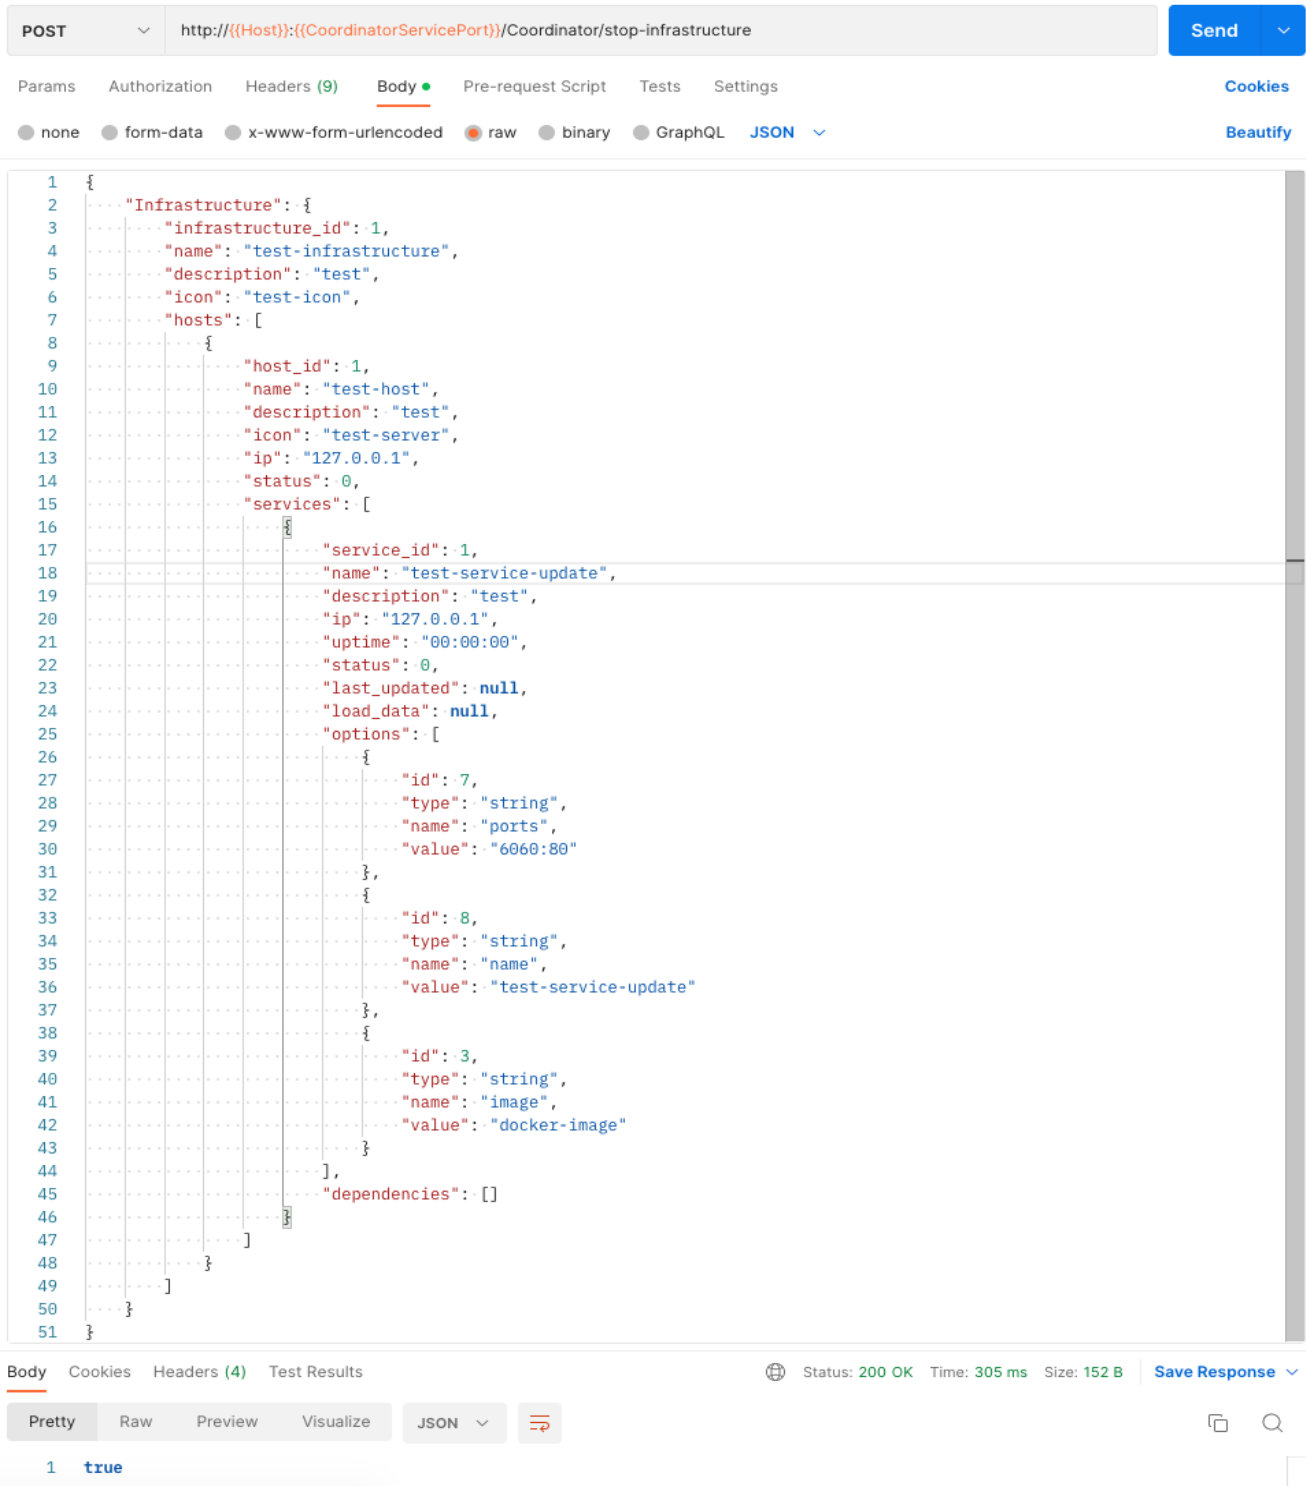 POST http://{{Host}}:{{CoordinatorServicePort}}/Coordinator/stop-infrastructure Send
Params Authorization Headers (9) Body Pre-request Script Tests Settings Cookies
none form-data x-www-form-urlencoded raw binary GraphQL JSON Beautify
1 {
2 "Infrastructure": {
3 "infrastructure_id": 1,
4 "name": "test-infrastructure",
5 "description": "test",
6 "icon": "test-icon",
7 "hosts": [
8 {
9 "host_id": 1,
10 "name": "test-host",
11 "description": "test",
12 "icon": "test-server",
13 "ip": "127.0.0.1",
14 "status": 0,
15 "services": [
16 {
17 "service_id": 1,
18 "name": "test-service-update",
19 "description": "test",
20 "ip": "127.0.0.1",
21 "uptime": "00:00:00",
22 "status": 0,
23 "last_updated": null,
24 "load_data": null,
25 "options": [
26 {
27 "id": 7,
28 "type": "string",
29 "name": "ports",
30 "value": "6060:80"
31 },
32 {
33 "id": 8,
34 "type": "string",
35 "name": "name",
36 "value": "test-service-update"
37 },
38 {
39 "id": 3,
40 "type": "string",
41 "name": "image",
42 "value": "docker-image"
43 }
44 ],
45 "dependencies": []
46 }
47 ]
48 }
49 ]
50 }
51 }
Body Cookies Headers (4) Test Results Status: 200 OK Time: 305 ms Size: 152 B Save Response
Pretty Raw Preview Visualize JSON
1 true